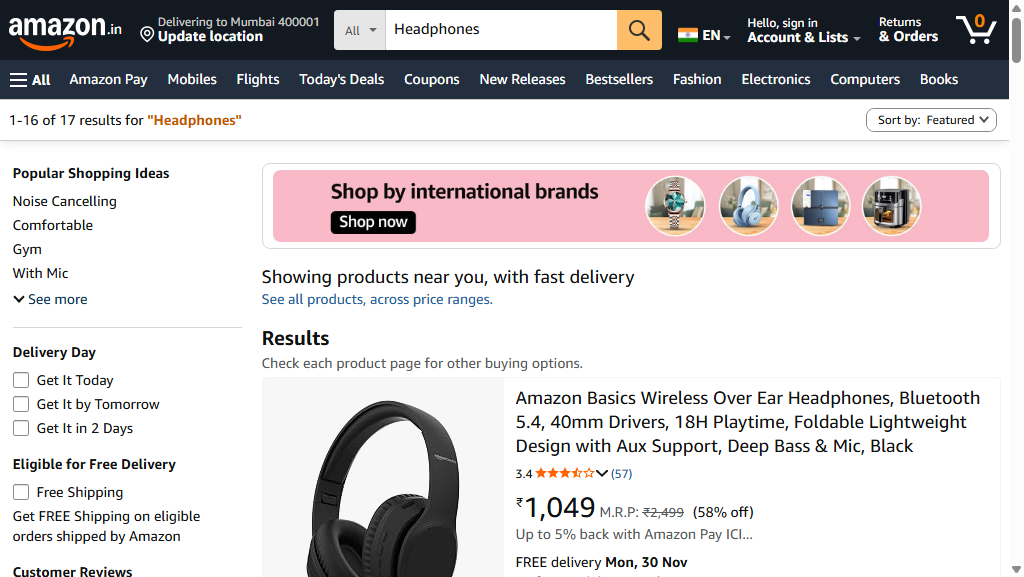 amazon.in
Delivering to Mumbai 400001
Update location
All
Headphones
EN
Hello, sign in
Account & Lists
Returns
& Orders
0
All
Amazon Pay
Mobiles
Flights
Today's Deals
Coupons
New Releases
Bestsellers
Fashion
Electronics
Computers
Books
1-16 of 17 results for "Headphones"
Sort by: Featured
Popular Shopping Ideas
Noise Cancelling
Comfortable
Gym
With Mic
See more
Delivery Day
Get It Today
Get It by Tomorrow
Get It in 2 Days
Eligible for Free Delivery
Free Shipping
Get FREE Shipping on eligible
orders shipped by Amazon
Customer Reviews
Shop by international brands
Shop now
Showing products near you, with fast delivery
See all products, across price ranges.
Results
Check each product page for other buying options.
Amazon Basics Wireless Over Ear Headphones, Bluetooth
5.4, 40mm Drivers, 18H Playtime, Foldable Lightweight
Design with Aux Support, Deep Bass & Mic, Black
3.4 (57)
₹1,049 M.R.P: ₹2,499 (58% off)
Up to 5% back with Amazon Pay ICI...
FREE delivery Mon, 30 Nov